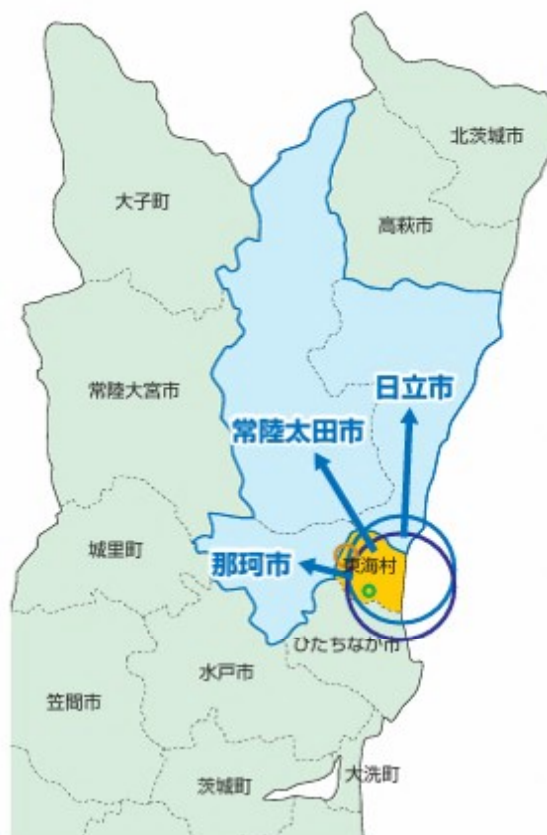 北茨城市
大子町
高萩市
常陸大宮市
日立市
常陸太田市
城里町
那珂市
東海村
ひたちなか市
水戸市
笠間市
茨城町
大洗町